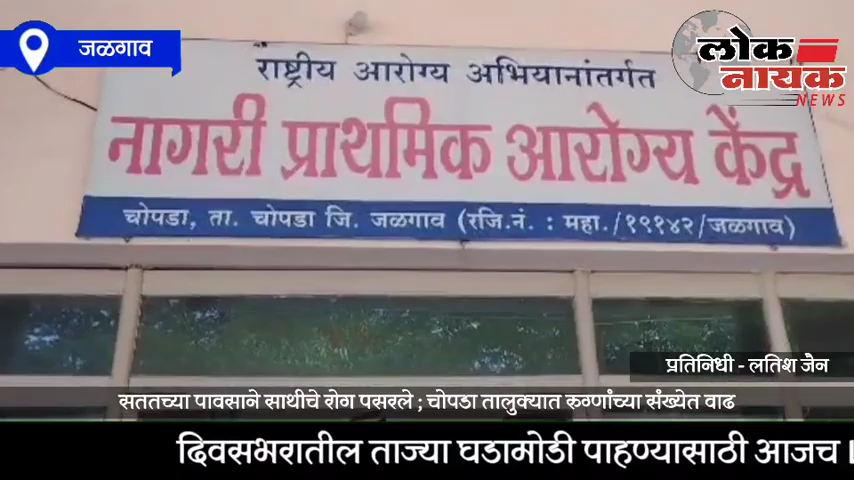 जळगाव
लोक
नायक
NEWS
राष्ट्रीय आरोग्य अभियानांतर्गत
नागरी प्राथमिक आरोग्य केंद्र
चोपडा, ता. चोपडा जि. जळगाव (रजि.नं. : महा./१९१४२/जळगाव)
प्रतिनिधी - लतिश जैन
सततच्या पावसाने साथीचे रोग पसरले ; चोपडा तालुक्यात रुग्णांच्या संख्येत वाढ
दिवसभरातील ताज्या घडामोडी पाहण्यासाठी आजच